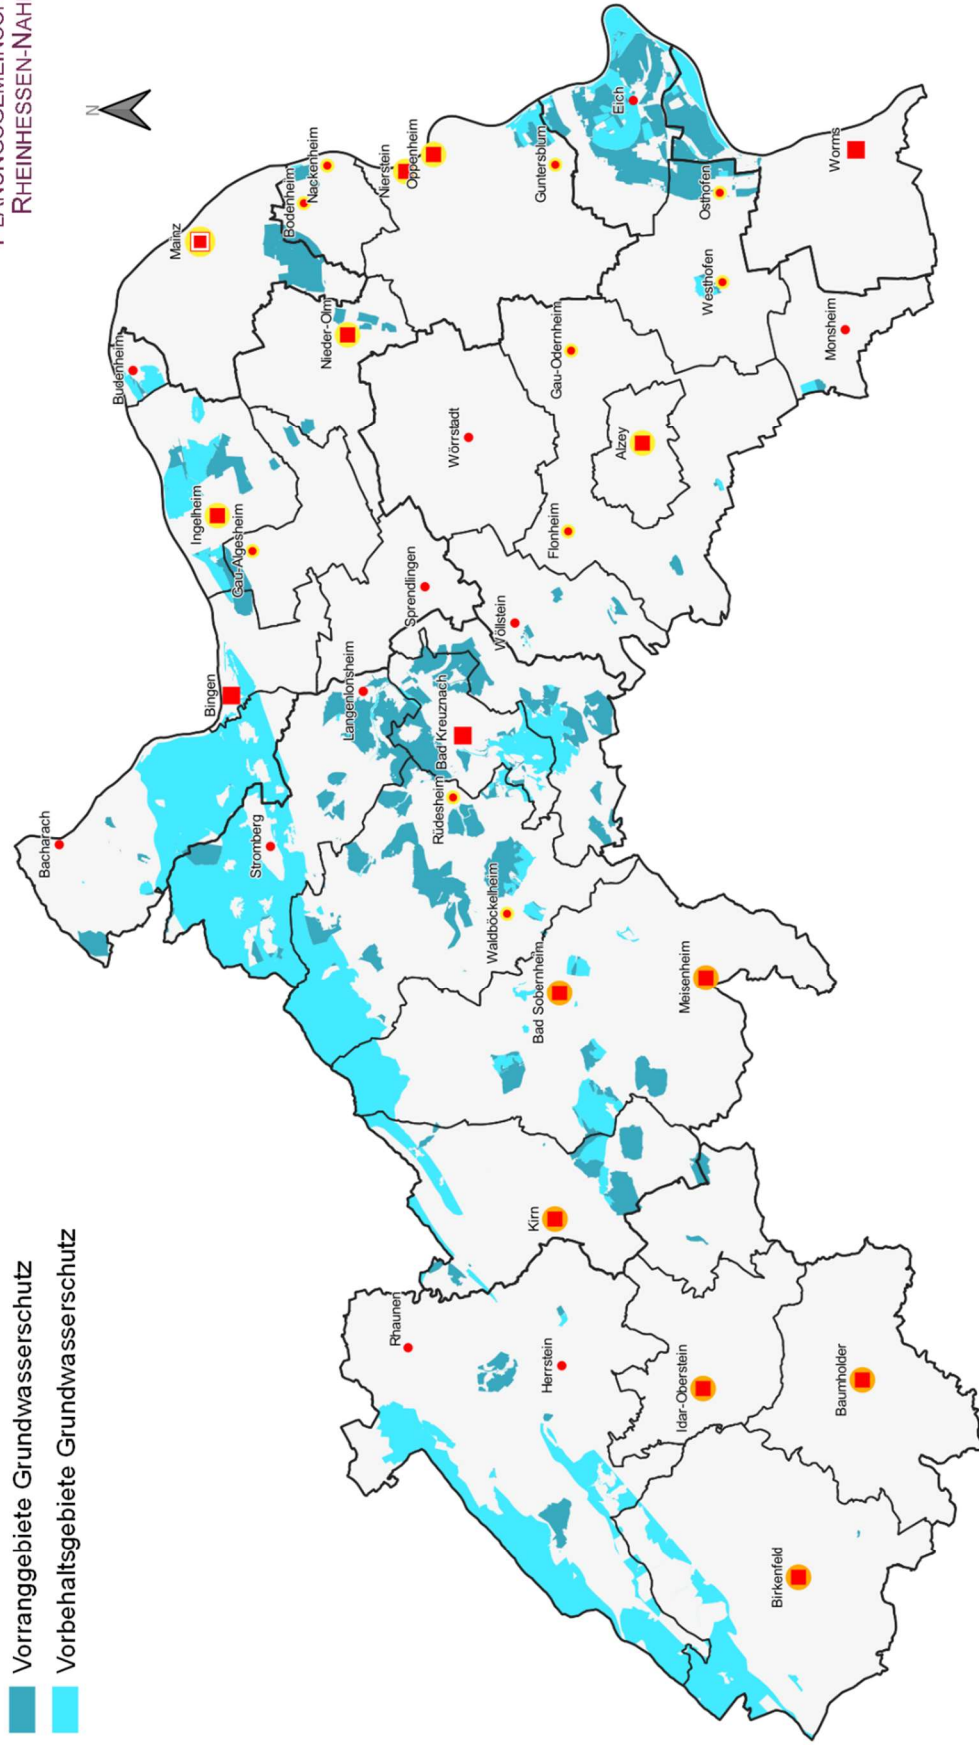 RHEINHESSEN-NAH
Vorranggebiete Grundwasserschutz
Vorbehaltsgebiete Grundwasserschutz
N
Bacharach
Bingen
Stromberg
Ingelheim
Gau-Algesheim
Budenheim
Mainz
Bodenheim
Nackenheim
Nierstein
Oppenheim
Nieder-Olm
Guntersblum
Eich
Osthofen
Worms
Westhofen
Monsheim
Gau-Odernheim
Wörrstadt
Alzey
Flonheim
Sprendlingen
Wöllstein
Langenlonsheim
Bad Kreuznach
Rüdesheim
Waldböckelheim
Bad Sobernheim
Meisenheim
Kirn
Rhaunen
Herrstein
Idar-Oberstein
Baumholder
Birkenfeld